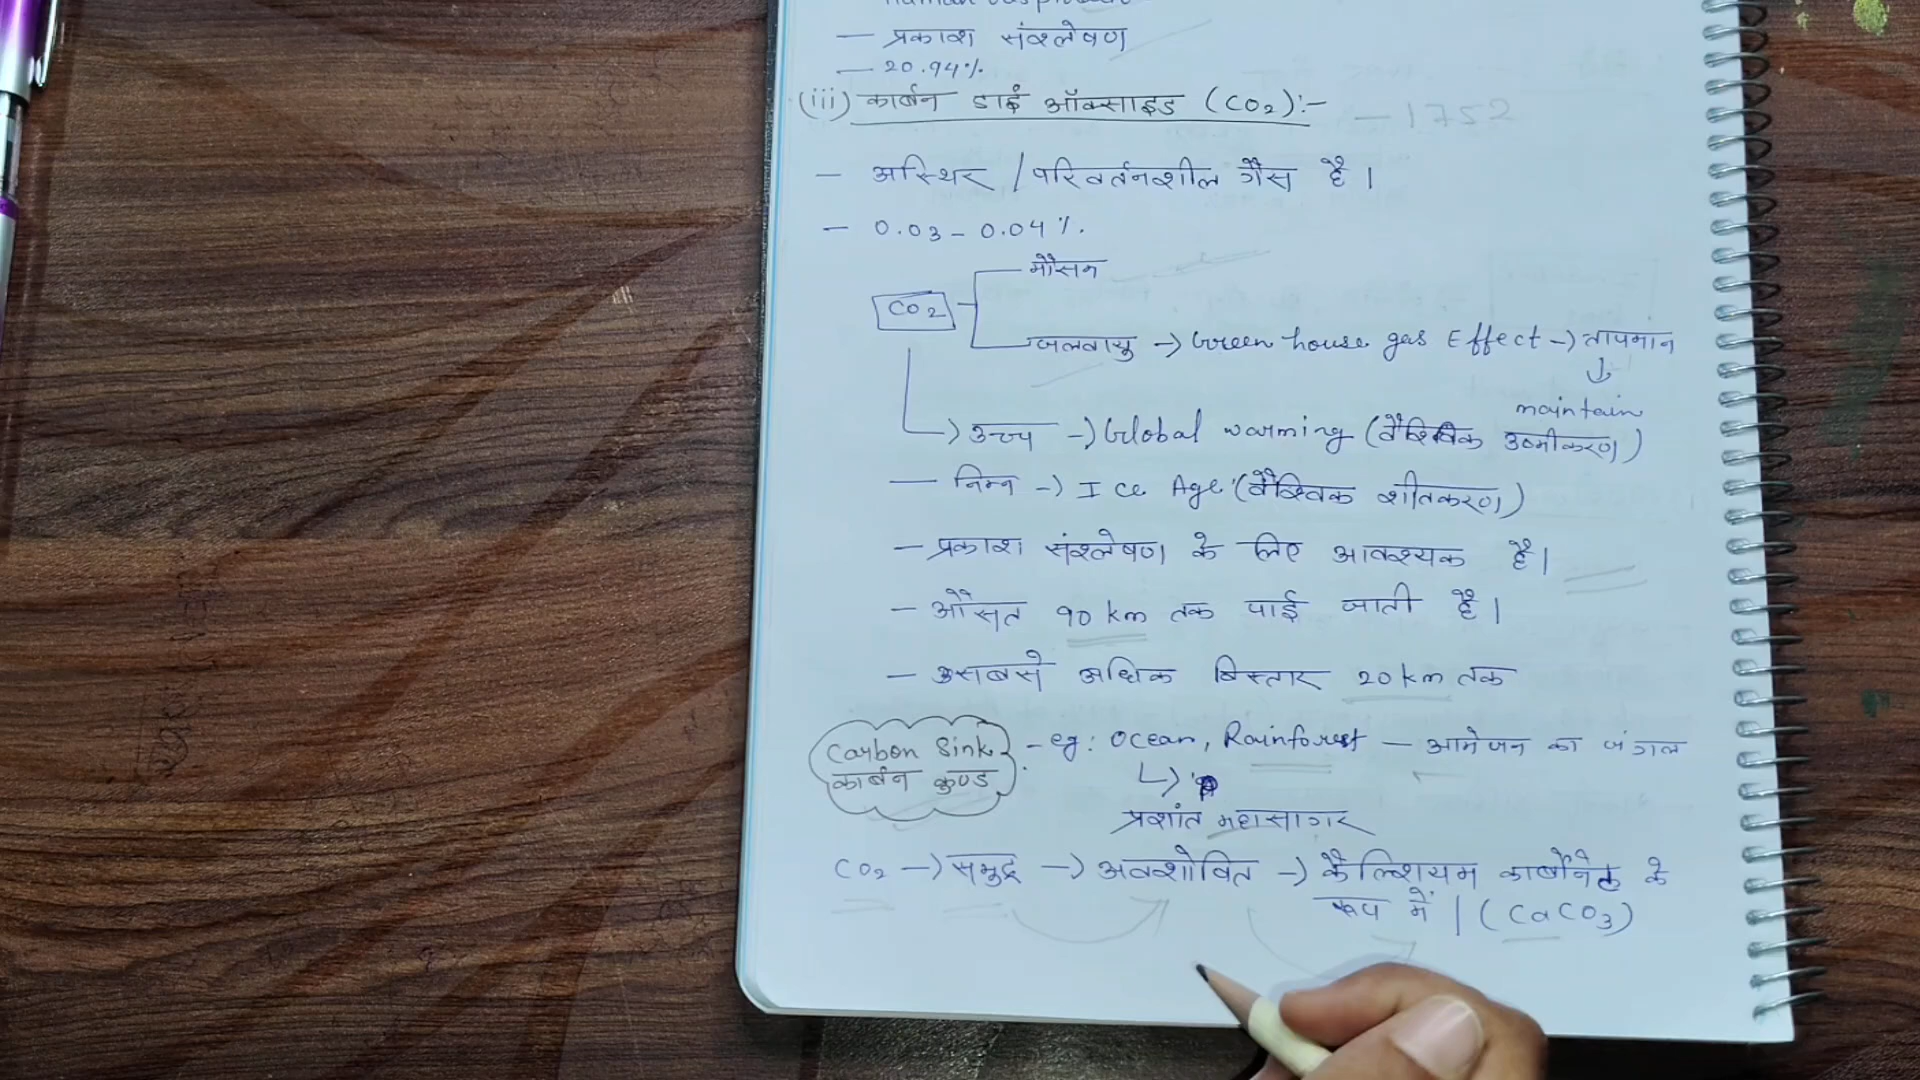 — प्रकाश संश्लेषण
— 20.94%
(iii) कार्बन डाई ऑक्साइड (CO2):- — 1752
— अस्थिर / परिवर्तनशील गैस है।
— 0.03 - 0.04%.
मौसम
CO2
जलवायु → Green house gas Effect → तापमान
↓
maintain
→ उच्च → Global warming (वैश्विक उष्मीकरण)
— निम्न → Ice Age (वैश्विक शीतकरण)
— प्रकाश संश्लेषण के लिए आवश्यक है।
— औसत 90 km तक पाई जाती है।
— सबसे अधिक विस्तार 20 km तक
Carbon Sink - eg: Ocean, Rainforest — आमेजन का जंगल
कार्बन कुण्ड
↳
प्रशांत महासागर
CO2 → समुद्र → अवशोषित → कैल्शियम कार्बोनेट के
रूप में | (CaCO3)